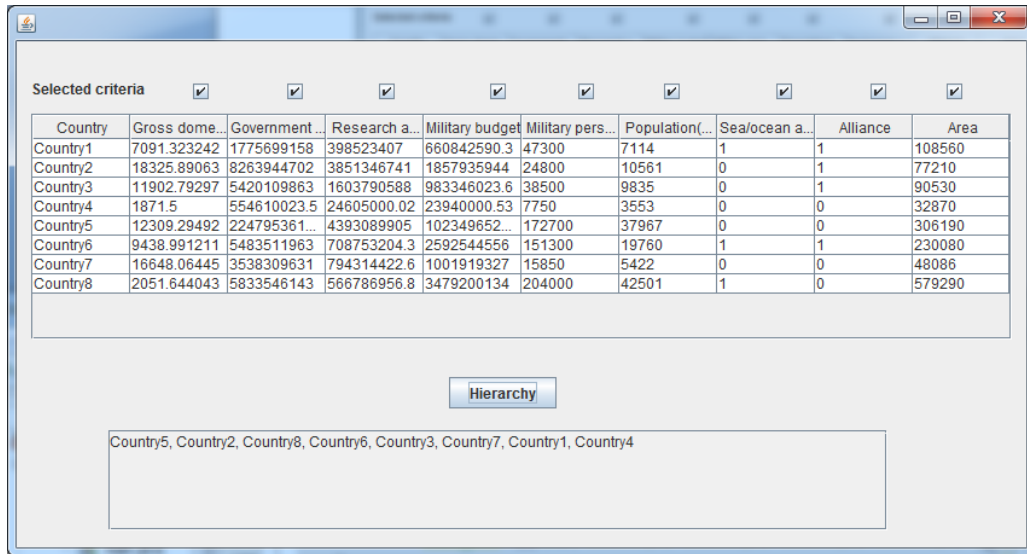 Selected criteria
Country Gross dome... Government ... Research a... Military budget Military pers... Population(... Sea/ocean a... Alliance Area
Country1 7091.323242 1775699158 398523407 660842590.3 47300 7114 1 1 108560
Country2 18325.89063 8263944702 3851346741 1857935944 24800 10561 0 1 77210
Country3 11902.79297 5420109863 1603790588 983346023.6 38500 9835 0 1 90530
Country4 1871.5 554610023.5 24605000.02 23940000.53 7750 3553 0 0 32870
Country5 12309.29492 224795361... 4393089905 102349652... 172700 37967 0 0 306190
Country6 9438.991211 5483511963 708753204.3 2592544556 151300 19760 1 1 230080
Country7 16648.06445 3538309631 794314422.6 1001919327 15850 5422 0 0 48086
Country8 2051.644043 5833546143 566786956.8 3479200134 204000 42501 1 0 579290
Hierarchy
Country5, Country2, Country8, Country6, Country3, Country7, Country1, Country4